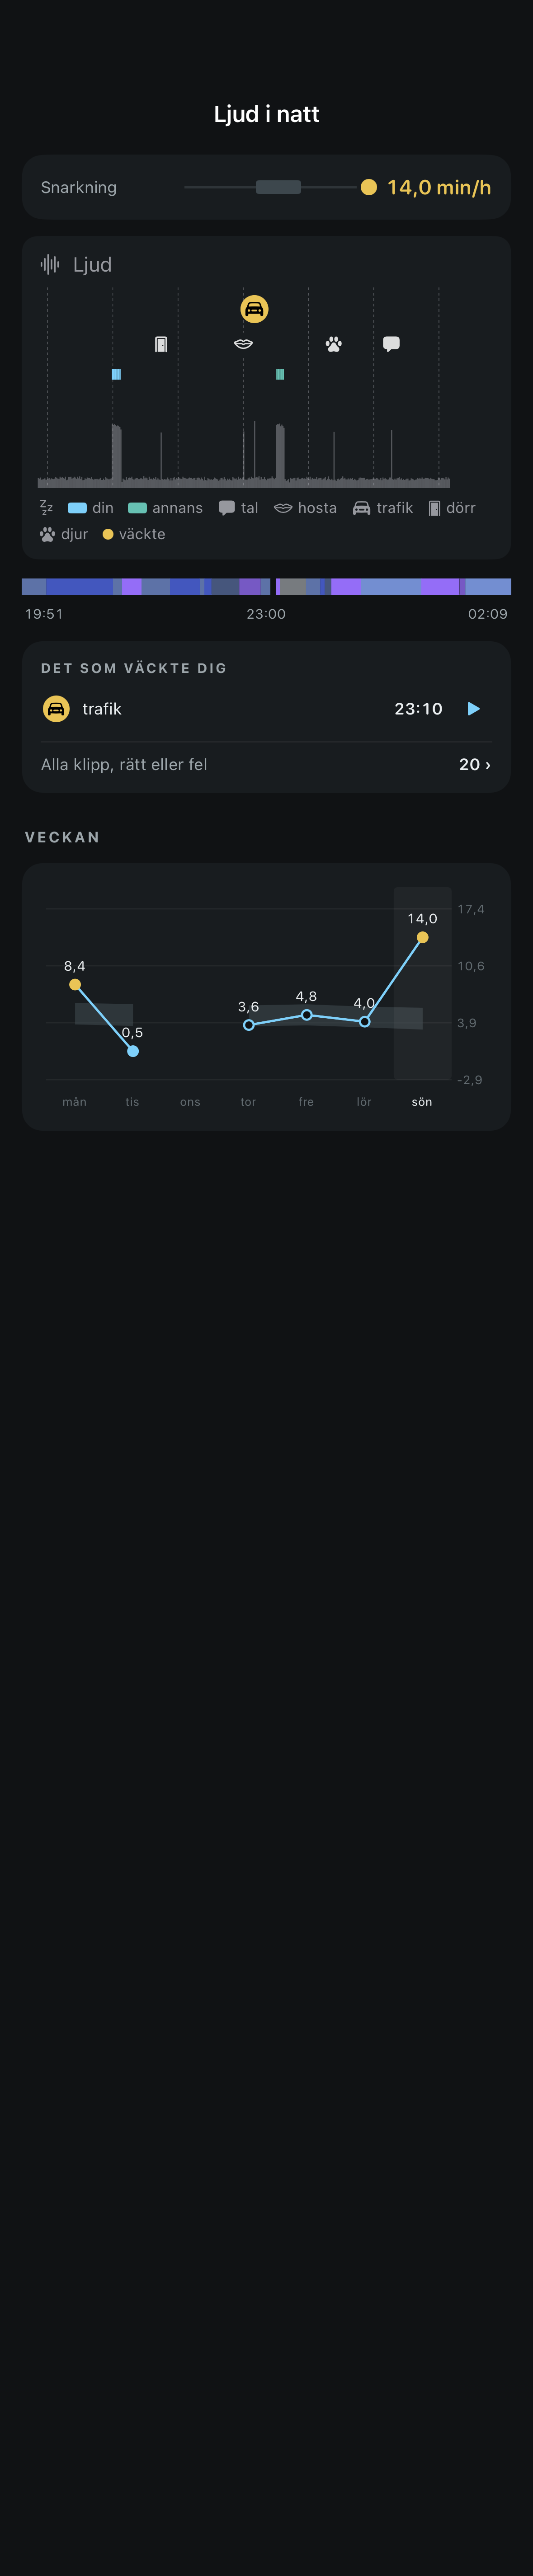 Ljud i natt
Snarkning 14,0 min/h
Ljud
Zzz din annans tal hosta trafik dörr
djur väckte
19:51 23:00 02:09
DET SOM VÄCKTE DIG
trafik 23:10
Alla klipp, rätt eller fel 20 ›
VECKAN
17,4
14,0
8,4 10,6
4,8
3,6 4,0
0,5 3,9
-2,9
mån tis ons tor fre lör sön